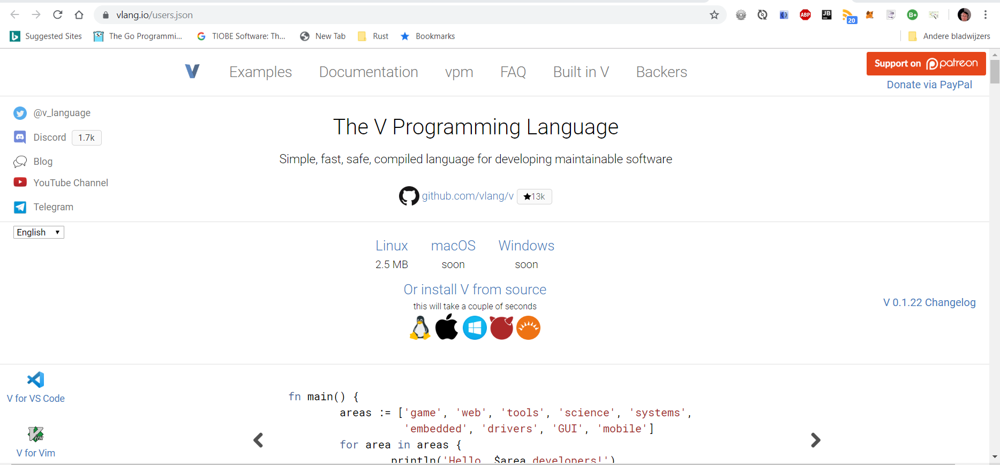 vlang.io/users.json
ABP
JB
20
B+
Suggested Sites
The Go Programmi...
TIOBE Software: Th...
New Tab
Rust
Bookmarks
Andere bladwijzers
V
Examples
Documentation
vpm
FAQ
Built in V
Backers
Support on patreon
Donate via PayPal
@v_language
Discord 1.7k
Blog
YouTube Channel
Telegram
The V Programming Language
Simple, fast, safe, compiled language for developing maintainable software
github.com/vlang/v ★13k
English ▼
Linux macOS Windows
2.5 MB soon soon
Or install V from source
this will take a couple of seconds
V 0.1.22 Changelog
V for VS Code
V for Vim
fn main() {
areas := ['game', 'web', 'tools', 'science', 'systems',
'embedded', 'drivers', 'GUI', 'mobile']
for area in areas {
println('Hello, $area developers!')